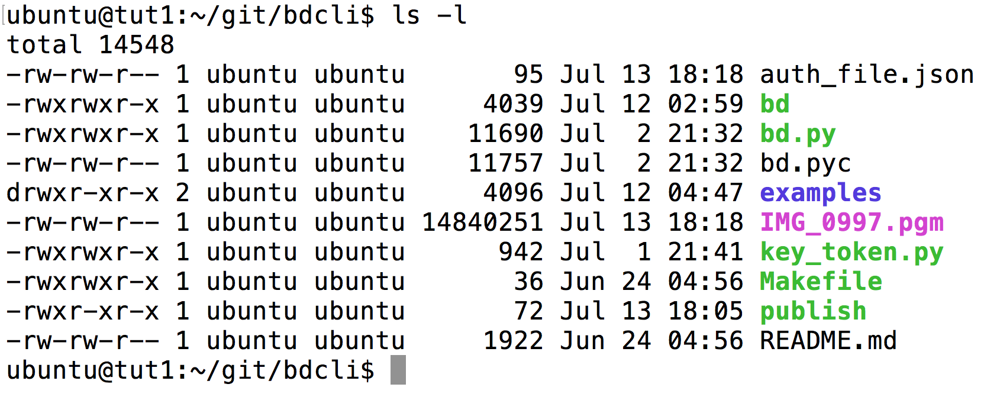 ubuntu@tut1:~/git/bdcli$ ls -l
total 14548
-rw-rw-r-- 1 ubuntu ubuntu       95 Jul 13 18:18 auth_file.json
-rwxrwxr-x 1 ubuntu ubuntu     4039 Jul 12 02:59 bd
-rwxrwxr-x 1 ubuntu ubuntu    11690 Jul  2 21:32 bd.py
-rw-rw-r-- 1 ubuntu ubuntu    11757 Jul  2 21:32 bd.pyc
drwxr-xr-x 2 ubuntu ubuntu     4096 Jul 12 04:47 examples
-rw-rw-r-- 1 ubuntu ubuntu 14840251 Jul 13 18:18 IMG_0997.pgm
-rwxrwxr-x 1 ubuntu ubuntu      942 Jul  1 21:41 key_token.py
-rwxrwxr-x 1 ubuntu ubuntu       36 Jun 24 04:56 Makefile
-rwxr-xr-x 1 ubuntu ubuntu       72 Jul 13 18:05 publish
-rw-rw-r-- 1 ubuntu ubuntu     1922 Jun 24 04:56 README.md
ubuntu@tut1:~/git/bdcli$